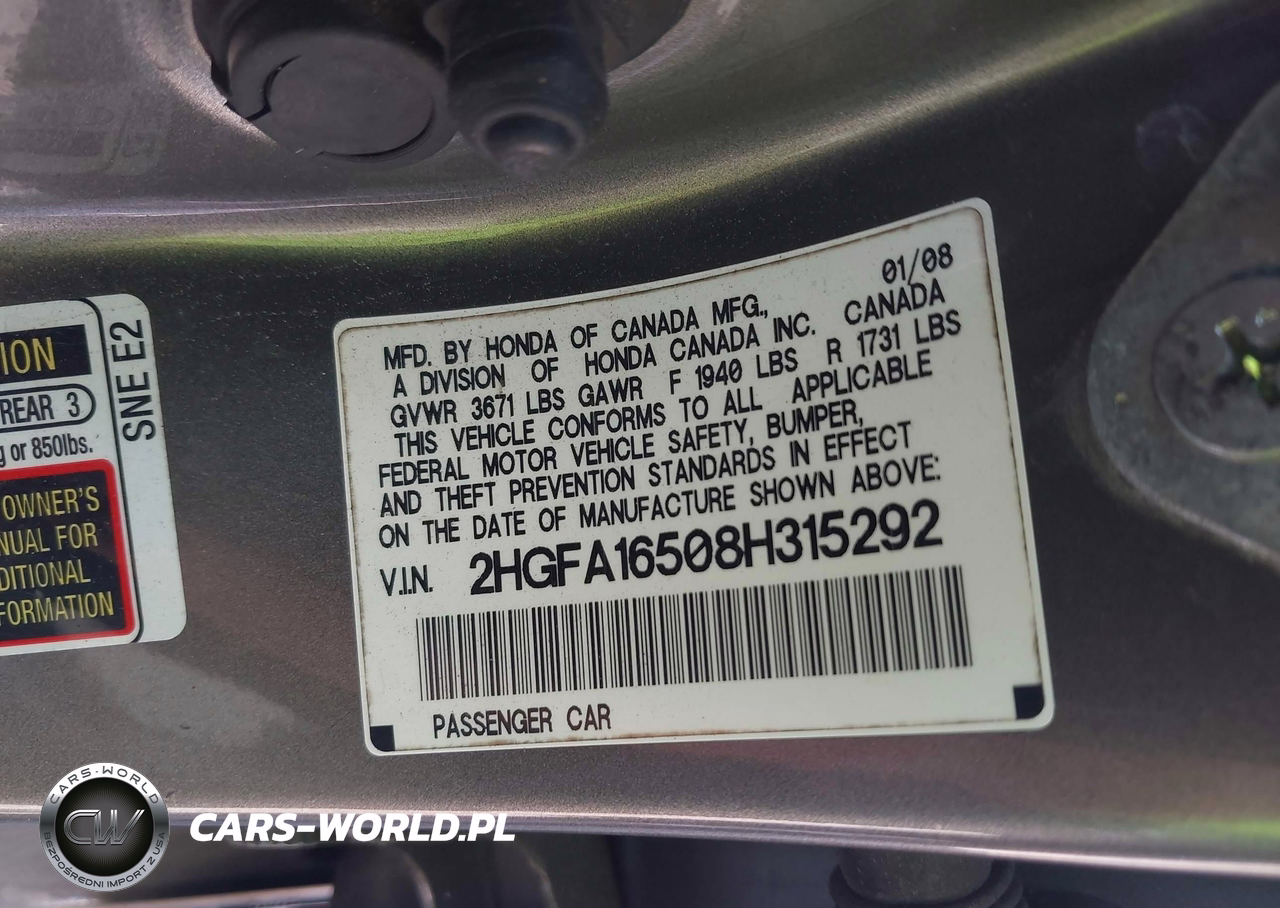 ION
REAR 3
g or 850lbs.
OWNER'S
NUAL FOR
DITIONAL
FORMATION
SNE E2
01/08
MFD. BY HONDA OF CANADA MFG.,
A DIVISION OF HONDA CANADA INC. CANADA
GVWR 3671 LBS GAWR F 1940 LBS R 1731 LBS
THIS VEHICLE CONFORMS TO ALL APPLICABLE
FEDERAL MOTOR VEHICLE SAFETY, BUMPER,
AND THEFT PREVENTION STANDARDS IN EFFECT
ON THE DATE OF MANUFACTURE SHOWN ABOVE:
V.I.N. 2HGFA16508H315292
PASSENGER CAR
CARS-WORLD
CW
BEZPOŚREDNI IMPORT Z USA
CARS-WORLD.PL